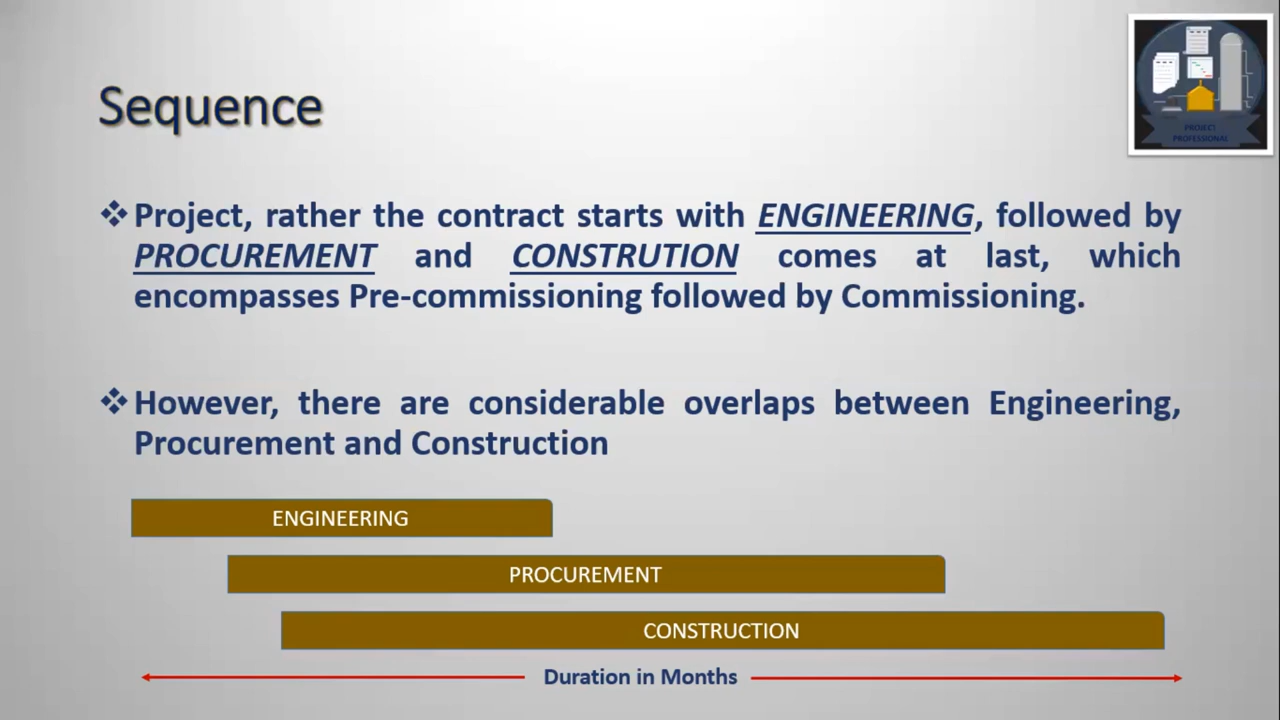 PROJECT
PROFESSIONAL
Sequence
❖Project, rather the contract starts with ENGINEERING, followed by
PROCUREMENT and CONSTRUTION comes at last, which
encompasses Pre-commissioning followed by Commissioning.
❖However, there are considerable overlaps between Engineering,
Procurement and Construction
ENGINEERING
PROCUREMENT
CONSTRUCTION
Duration in Months